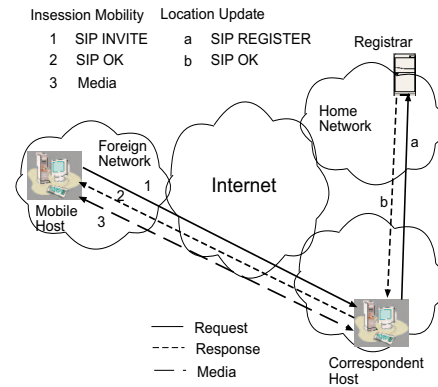 Insession Mobility Location Update
1 SIP INVITE a SIP REGISTER
2 SIP OK b SIP OK
3 Media
Registrar
Home
Network
Foreign
Network
Internet
Mobile
Host
1
2
3
a
b
Request
Response
Media
Correspondent
Host